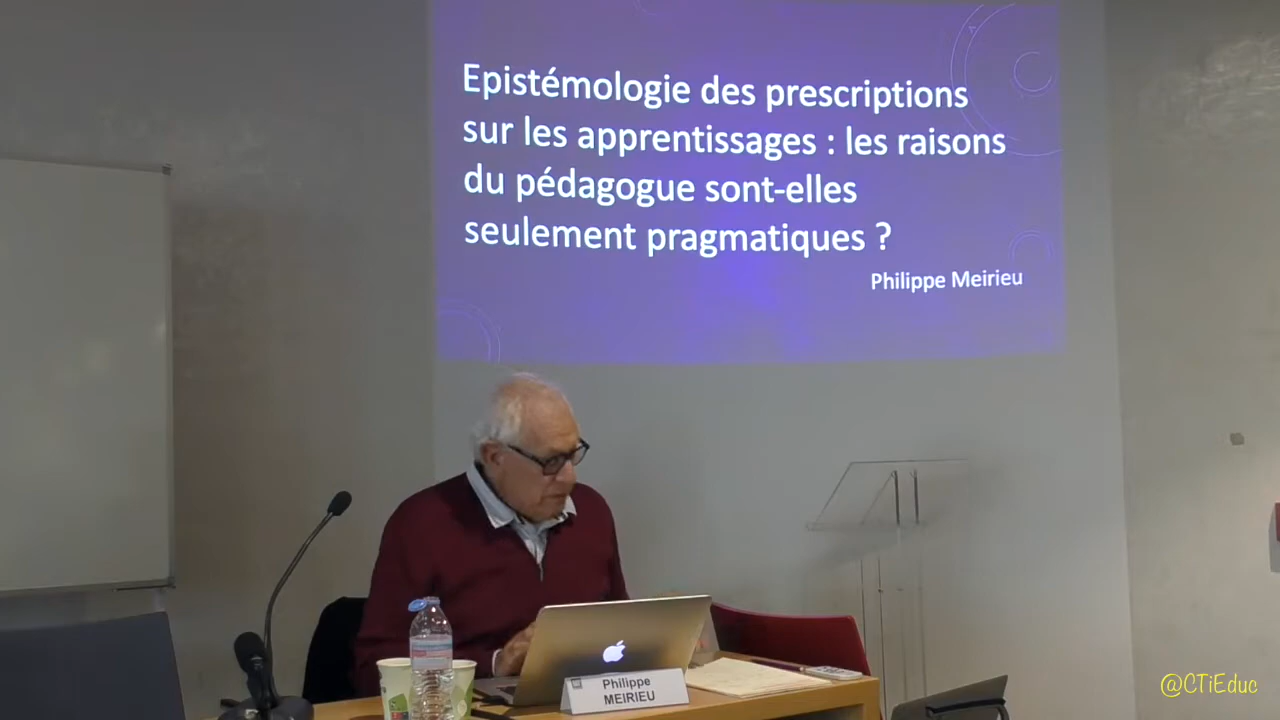 Epistémologie des prescriptions
sur les apprentissages : les raisons
du pédagogue sont-elles
seulement pragmatiques ?
Philippe Meirieu
Philippe
MEIRIEU
@CTiEduc